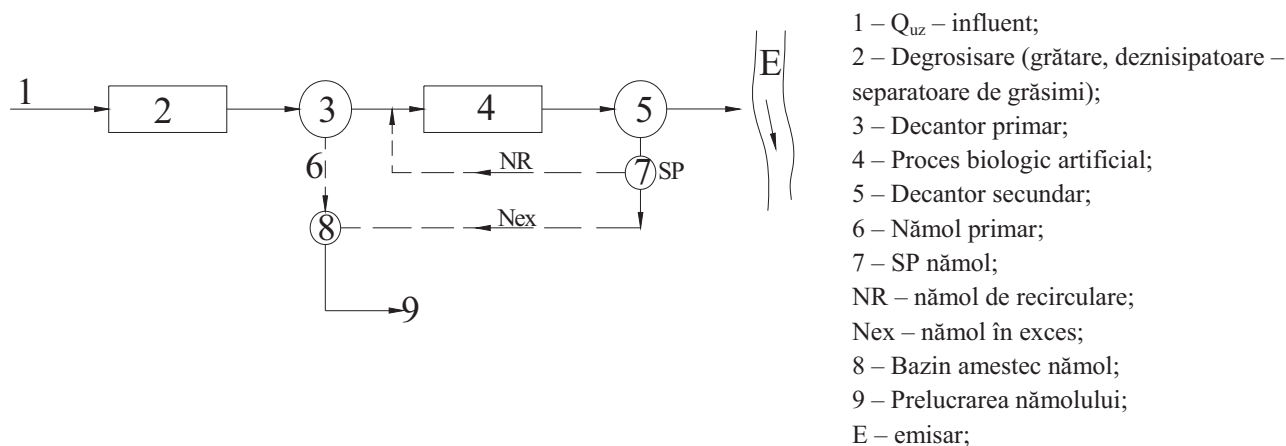 1
2
3
4
5
E
6
NR
7
SP
8
Nex
9
1 – Quz – influent;
2 – Degrosisare (grătare, deznisipatoare –
separatoare de grăsimi);
3 – Decantor primar;
4 – Proces biologic artificial;
5 – Decantor secundar;
6 – Nămol primar;
7 – SP nămol;
NR – nămol de recirculare;
Nex – nămol în exces;
8 – Bazin amestec nămol;
9 – Prelucrarea nămolului;
E – emisar;